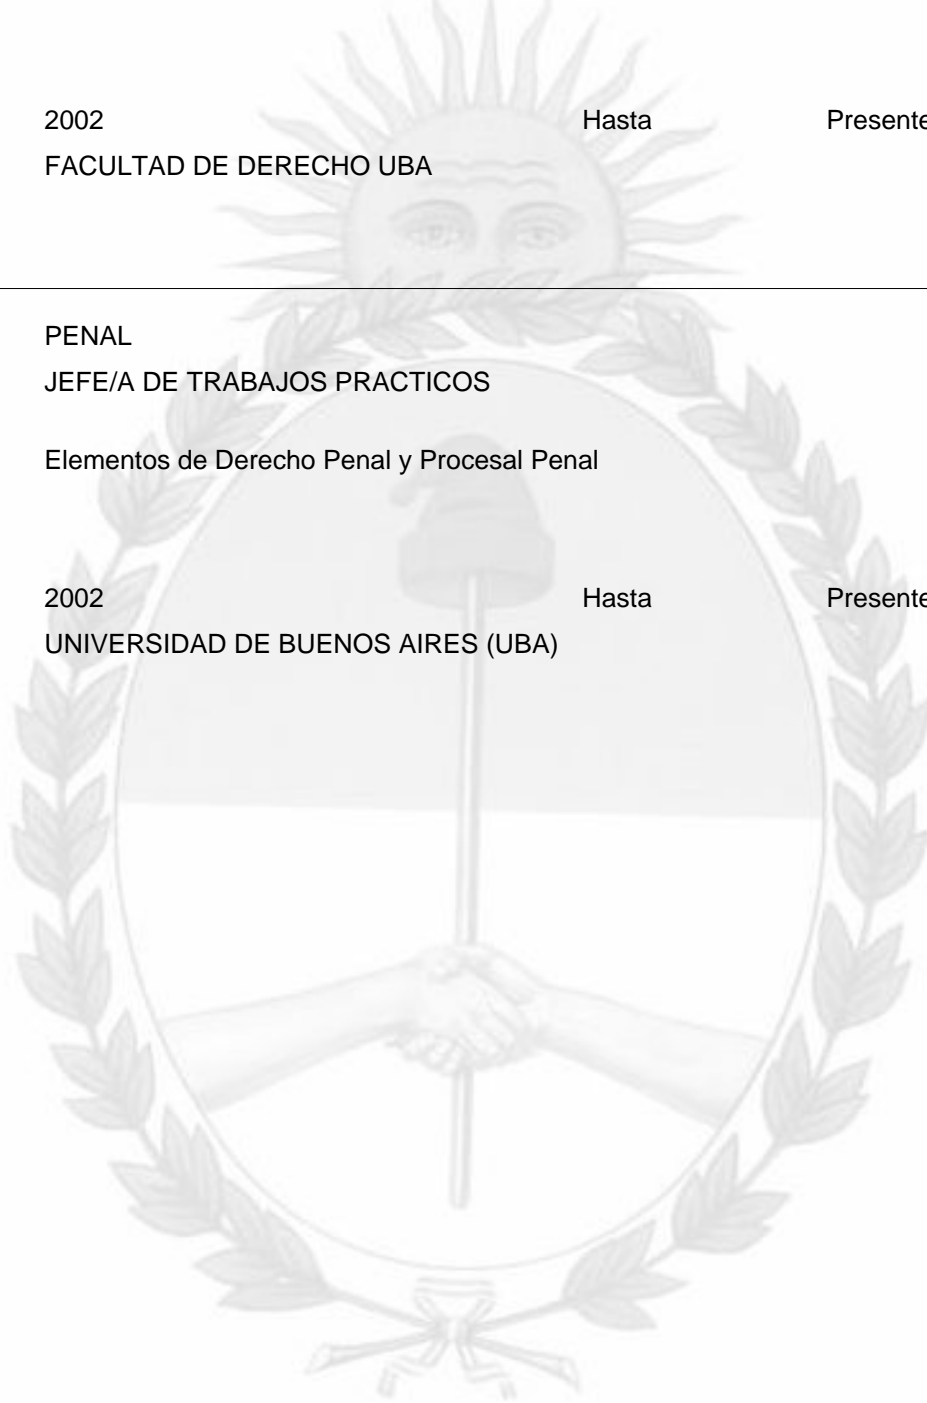 2002 Hasta Presente
FACULTAD DE DERECHO UBA
PENAL
JEFE/A DE TRABAJOS PRACTICOS
Elementos de Derecho Penal y Procesal Penal
2002 Hasta Presente
UNIVERSIDAD DE BUENOS AIRES (UBA)